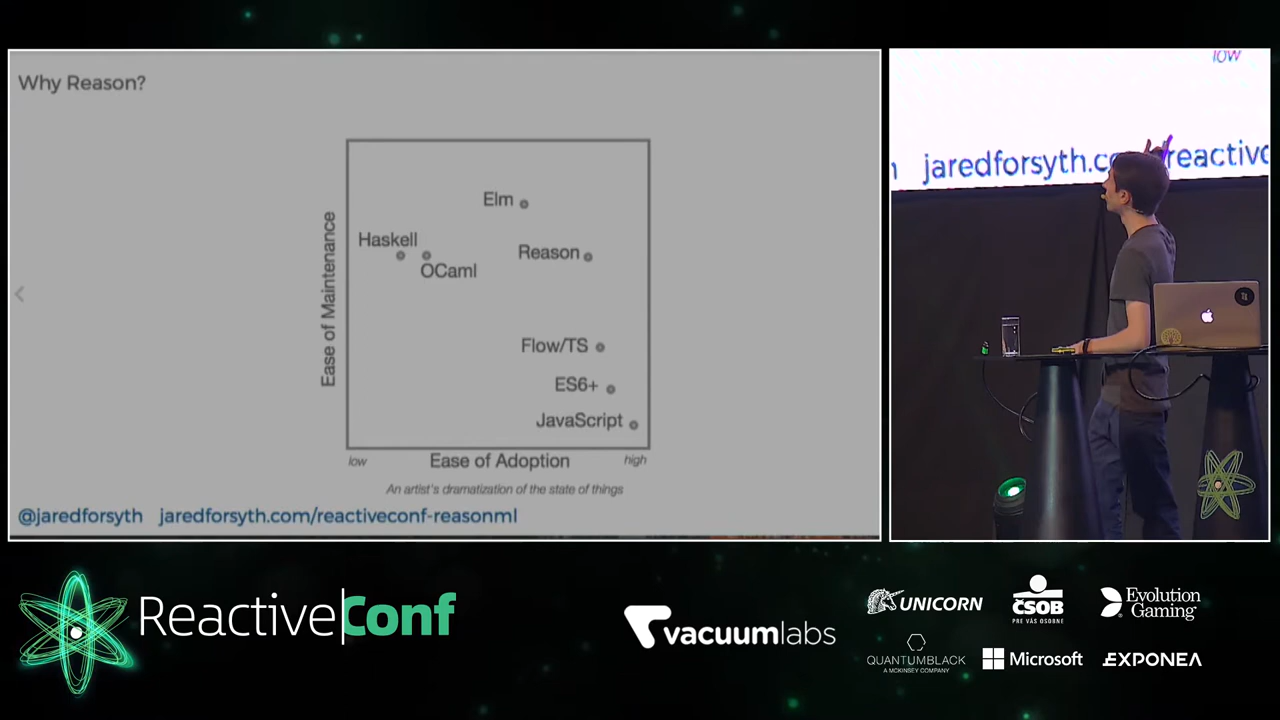 Why Reason?
Elm
Haskell
Reason
OCaml
Ease of Maintenance
Flow/TS
ES6+
JavaScript
low
Ease of Adoption
high
An artist's dramatization of the state of things
@jaredforsyth jaredforsyth.com/reactiveconf-reasonml
low
jaredforsyth.c reactivc
ReactiveConf
vacuumlabs
UNICORN
ČSOB
PRE VÁS OSOBNE
Evolution
Gaming
QUANTUMBLACK
A MCKINSEY COMPANY
Microsoft
EXPONEA